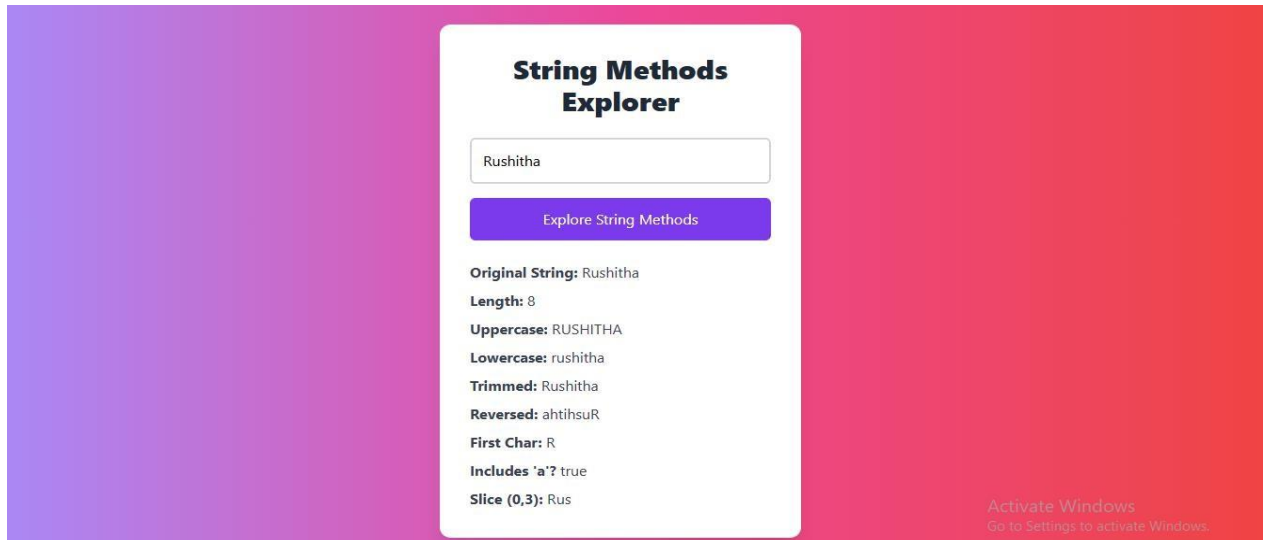 String Methods
Explorer
Rushitha
Explore String Methods
Original String: Rushitha
Length: 8
Uppercase: RUSHITHA
Lowercase: rushitha
Trimmed: Rushitha
Reversed: ahtihsuR
First Char: R
Includes 'a'? true
Slice (0,3): Rus
Activate Windows
Go to Settings to activate Windows.